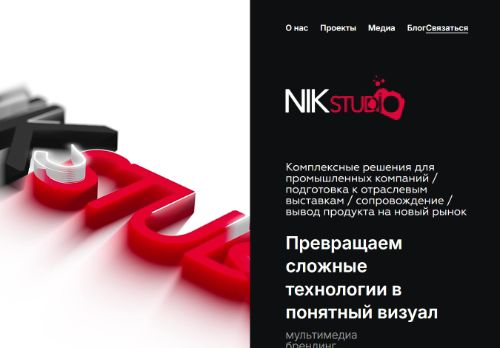 О нас Проекты Медиа Блог Связаться
NIK STUDIO
Комплексные решения для
промышленных компаний /
подготовка к отраслевым
выставкам / сопровождение /
вывод продукта на новый рынок
Превращаем
сложные
технологии в
понятный визуал
мультимедиа
брендинг